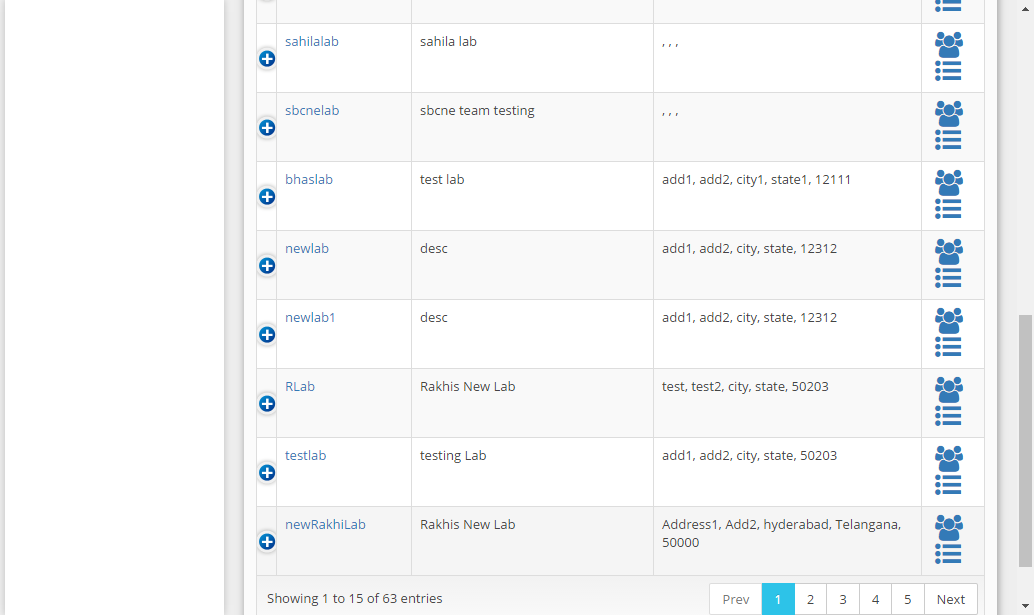 sahilalab sahila lab , , ,
sbcnelab sbcne team testing , , ,
bhaslab test lab add1, add2, city1, state1, 12111
newlab desc add1, add2, city, state, 12312
newlab1 desc add1, add2, city, state, 12312
RLab Rakhis New Lab test, test2, city, state, 50203
testlab testing Lab add1, add2, city, state, 50203
newRakhiLab Rakhis New Lab Address1, Add2, hyderabad, Telangana,
50000
Showing 1 to 15 of 63 entries Prev 1 2 3 4 5 Next